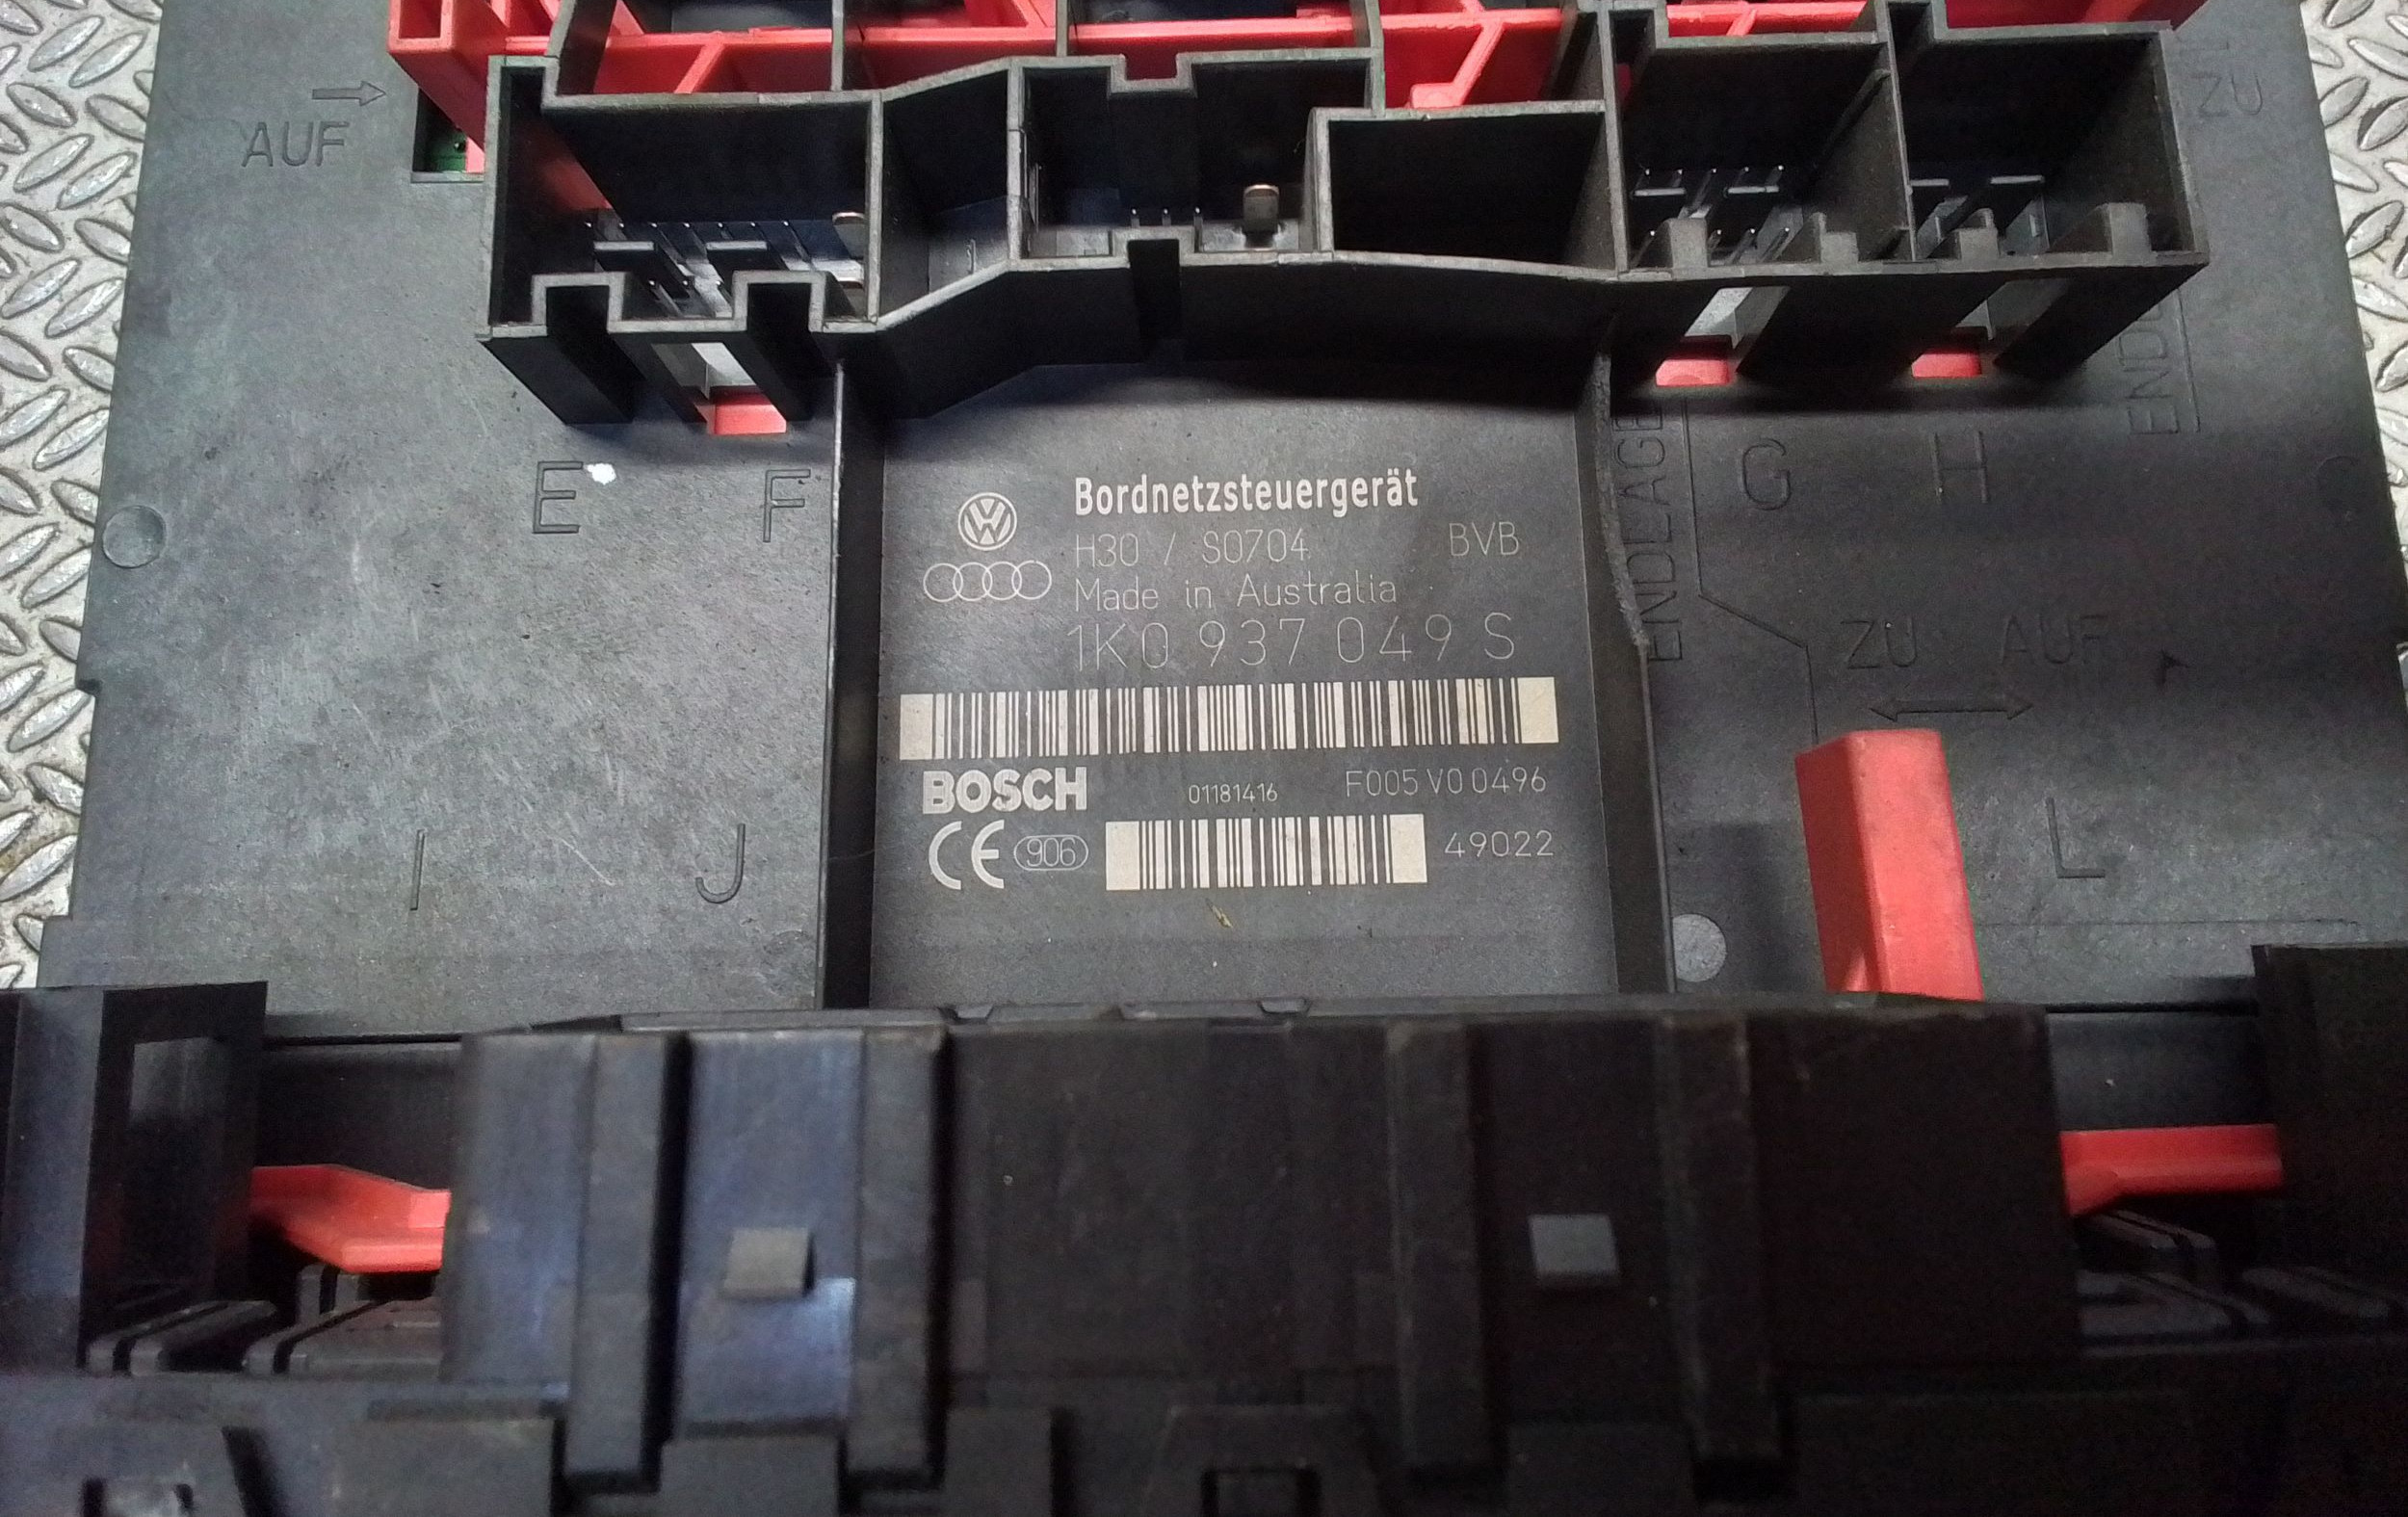 AUF
ZU
ENDLAGE
E
F
G
H
Bordnetzsteuergerät
H30 / S0704 BVB
Made in Australia
1K0 937 049 S
ENDLAGE
ZU AUF
BOSCH 01181416 F005 V0 0496
CE 906 49022
I
J
L